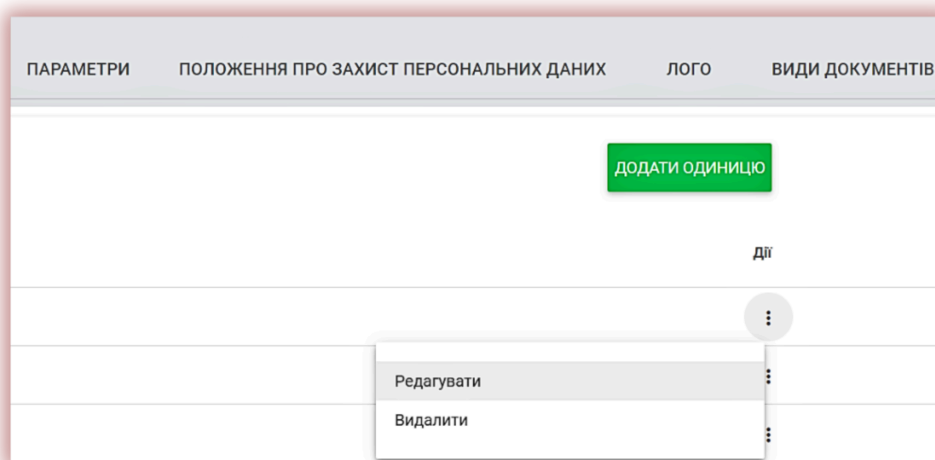 ПАРАМЕТРИ ПОЛОЖЕННЯ ПРО ЗАХИСТ ПЕРСОНАЛЬНИХ ДАНИХ ЛОГО ВИДИ ДОКУМЕНТІВ
ДОДАТИ ОДИНИЦЮ
Дії
Редагувати
Видалити